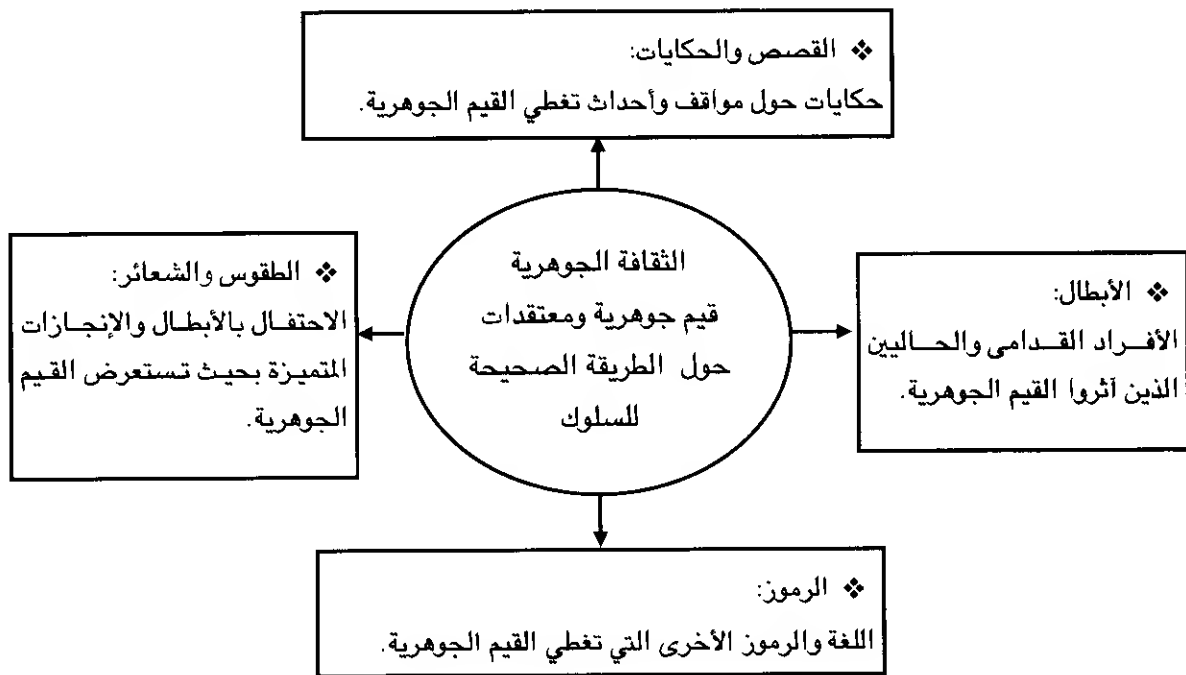 ❖ القصص والحكايات:
حكايات حول مواقف وأحداث تغطي القيم الجوهرية.
❖ الأبطال:
الأفراد القدامى والحاليين
الذين آثروا القيم الجوهرية.
الثقافة الجوهرية
قيم جوهرية ومعتقدات
حول الطريقة الصحيحة
للسلوك
❖ الطقوس والشعائر:
الاحتفال بالأبطال والإنجازات
المتميزة بحيث تستعرض القيم
الجوهرية.
❖ الرموز:
اللغة والرموز الأخرى التي تغطي القيم الجوهرية.